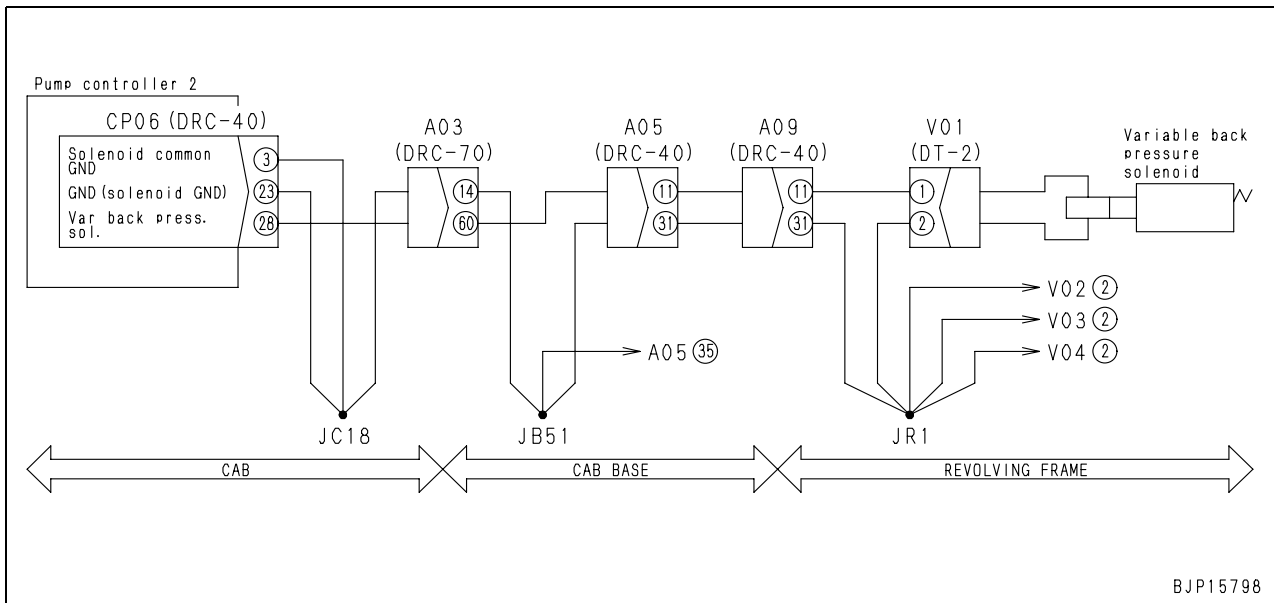 Pump controller 2
CP06 (DRC-40)
Solenoid common
GND
3
GND (solenoid GND)
23
Var back press.
sol.
28
A03
(DRC-70)
14
60
A05
(DRC-40)
11
31
A09
(DRC-40)
11
31
V01
(DT-2)
1
2
Variable back
pressure
solenoid
V02 2
V03 2
V04 2
A05 35
JC18
JB51
JR1
CAB
CAB BASE
REVOLVING FRAME
BJP15798